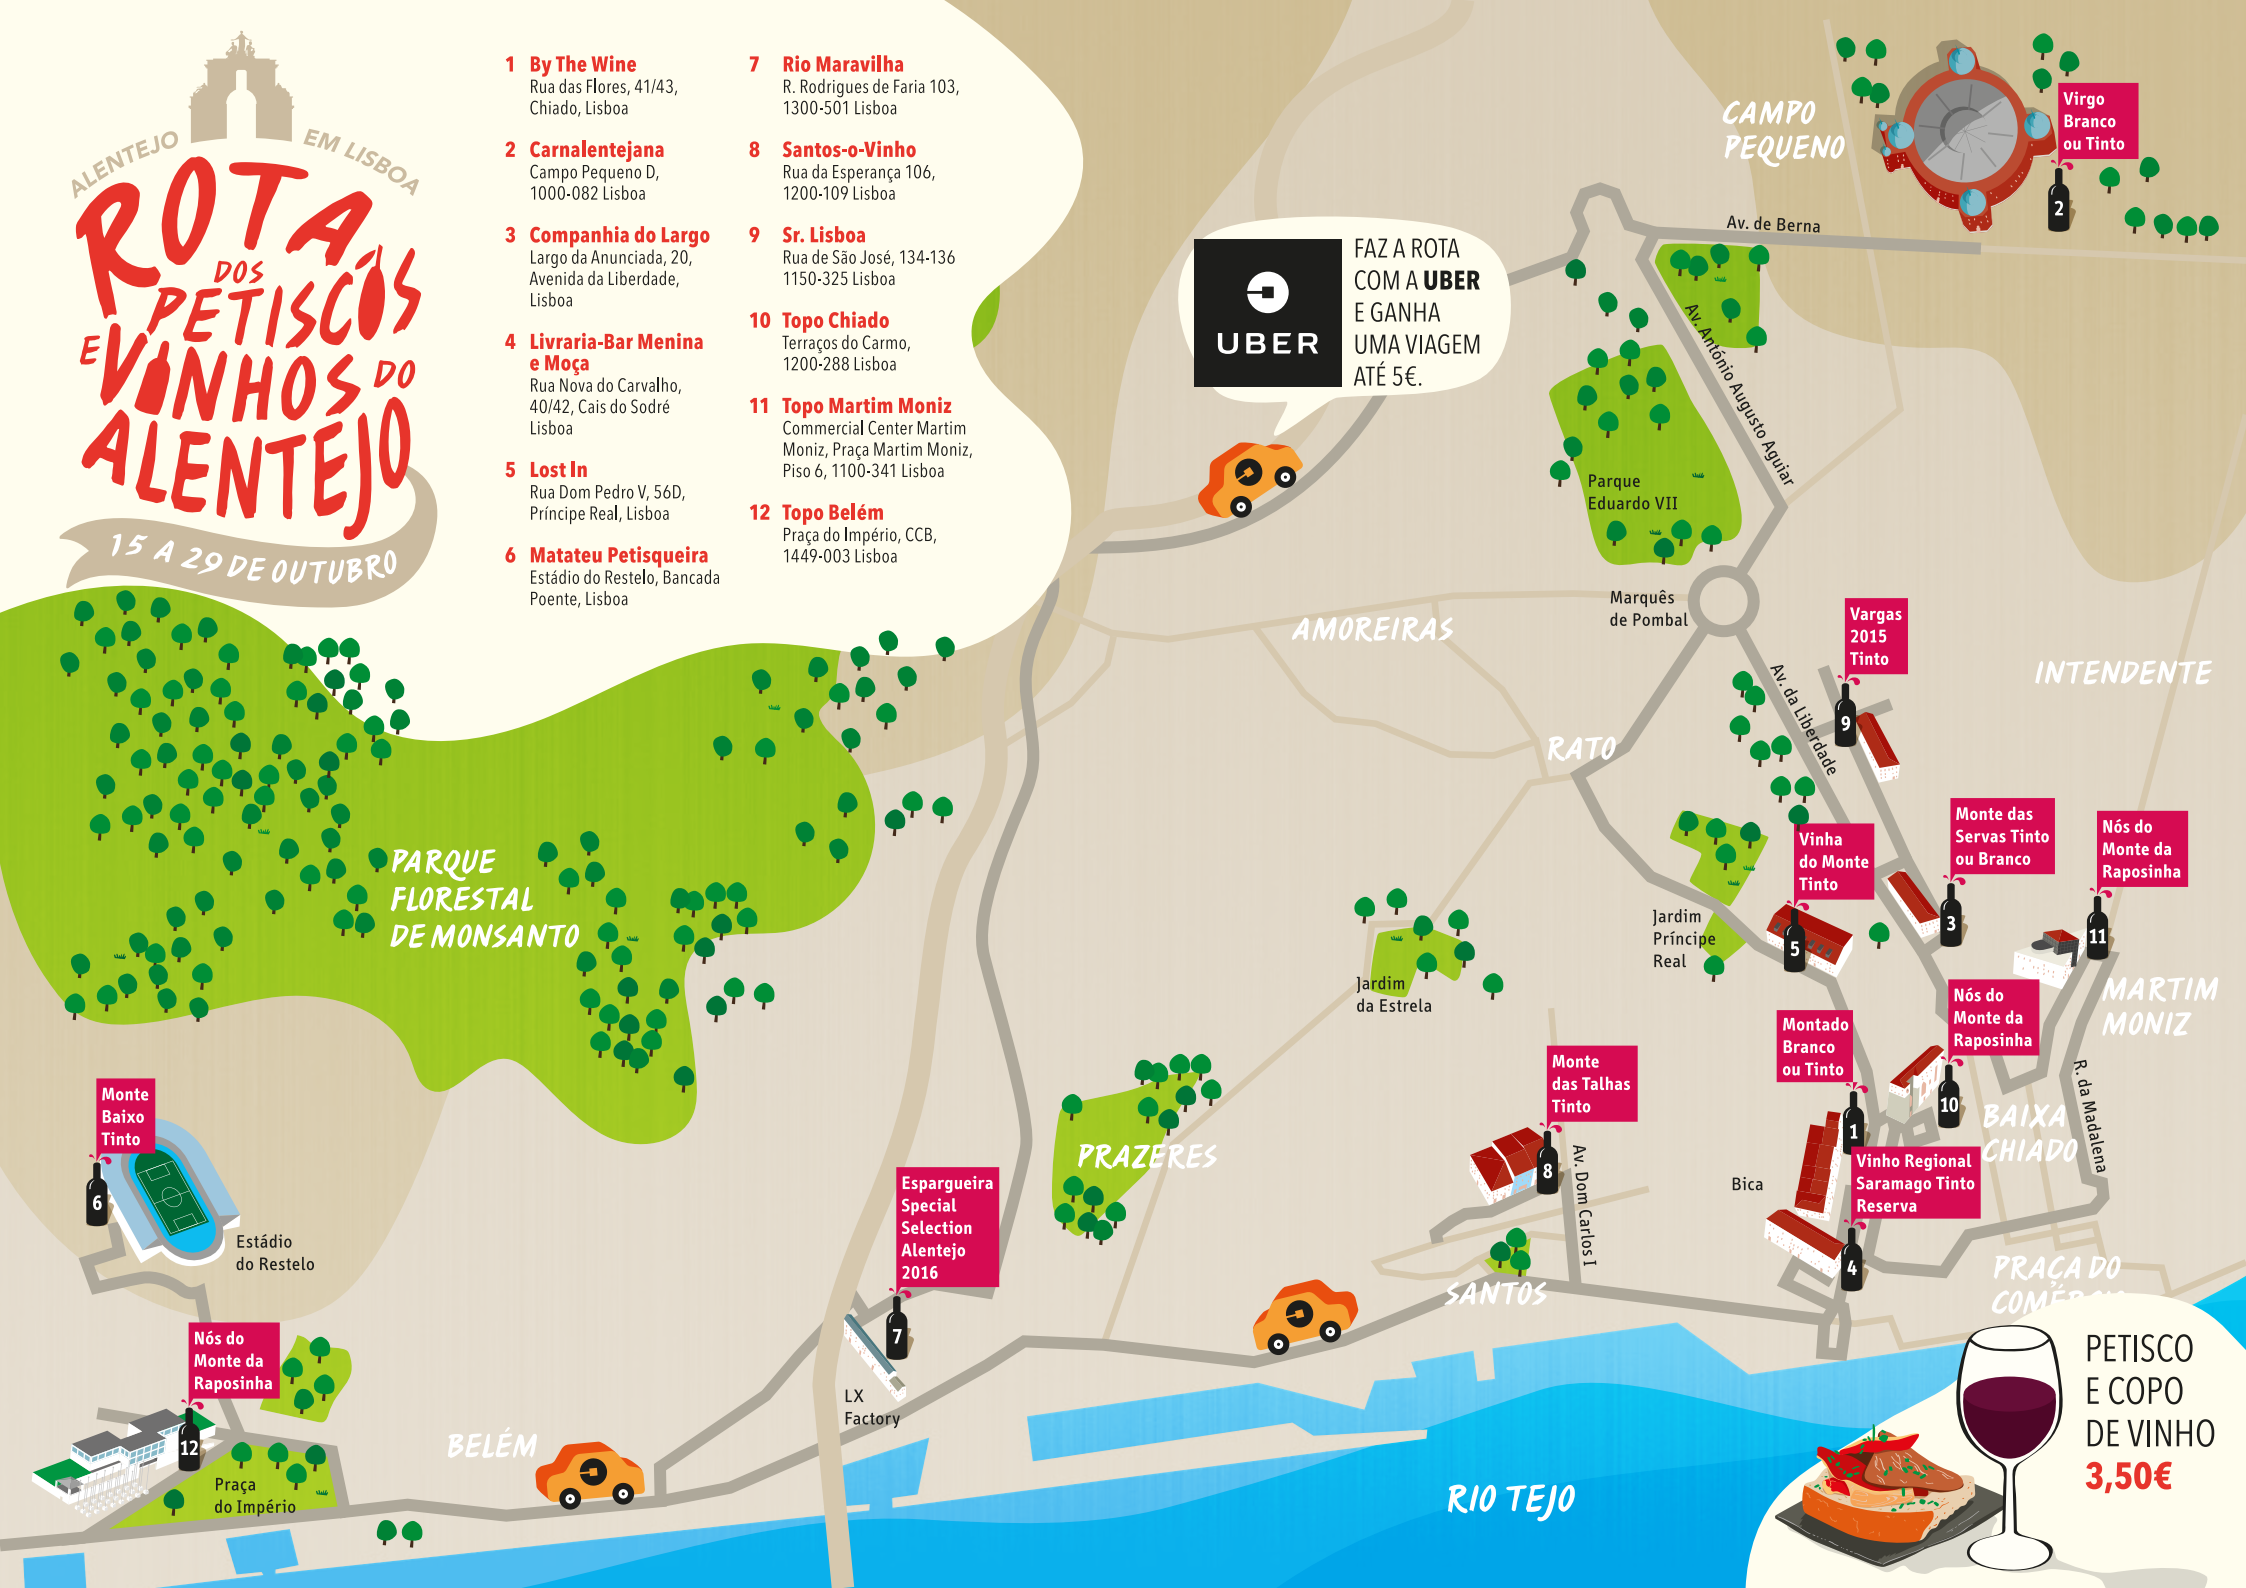 ALENTEJO EM LISBOA
ROTA
DOS
PETISCOS
E VINHOS DO
ALENTEJO
15 A 29 DE OUTUBRO
1 By The Wine
Rua das Flores, 41/43,
Chiado, Lisboa
2 Carnalentejana
Campo Pequeno D,
1000-082 Lisboa
3 Companhia do Largo
Largo da Anunciada, 20,
Avenida da Liberdade,
Lisboa
4 Livraria-Bar Menina
e Moça
Rua Nova do Carvalho,
40/42, Cais do Sodré
Lisboa
5 Lost In
Rua Dom Pedro V, 56D,
Príncipe Real, Lisboa
6 Matateu Petisqueira
Estádio do Restelo, Bancada
Poente, Lisboa
7 Rio Maravilha
R. Rodrigues de Faria 103,
1300-501 Lisboa
8 Santos-o-Vinho
Rua da Esperança 106,
1200-109 Lisboa
9 Sr. Lisboa
Rua de São José, 134-136
1150-325 Lisboa
10 Topo Chiado
Terraços do Carmo,
1200-288 Lisboa
11 Topo Martim Moniz
Commercial Center Martim
Moniz, Praça Martim Moniz,
Piso 6, 1100-341 Lisboa
12 Topo Belém
Praça do Império, CCB,
1449-003 Lisboa
UBER
FAZ A ROTA
COM A UBER
E GANHA
UMA VIAGEM
ATÉ 5€.
CAMPO
PEQUENO
Virgo
Branco
ou Tinto
2
Av. de Berna
Av. António Augusto Aguiar
Parque
Eduardo VII
Marquês
de Pombal
AMOREIRAS
Vargas
2015
Tinto
9
INTENDENTE
Av. da Liberdade
RATO
Vinha
do Monte
Tinto
5
Monte das
Servas Tinto
ou Branco
3
Nós do
Monte da
Raposinha
11
PARQUE
FLORESTAL
DE MONSANTO
Jardim
Príncipe
Real
Jardim
da Estrela
MARTIM
MONIZ
Nós do
Monte da
Raposinha
10
Montado
Branco
ou Tinto
1
Monte
das Talhas
Tinto
8
R. da Madalena
BAIXA
CHIADO
Monte
Baixo
Tinto
6
Estádio
do Restelo
PRAZERES
Av. Dom Carlos I
Bica
Vinho Regional
Saramago Tinto
Reserva
4
Espargueira
Special
Selection
Alentejo
2016
7
SANTOS
PRAÇA DO
COMÉRCIO
Nós do
Monte da
Raposinha
12
LX
Factory
BELÉM
Praça
do Império
RIO TEJO
PETISCO
E COPO
DE VINHO
3,50€